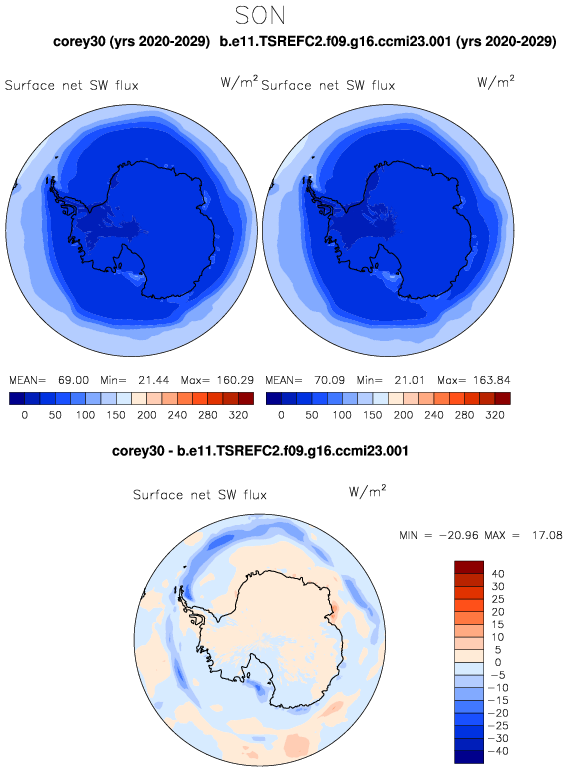 SON
corey30 (yrs 2020-2029) b.e11.TSREFC2.f09.g16.ccmi23.001 (yrs 2020-2029)
Surface net SW flux W/m²
Surface net SW flux W/m²
MEAN= 69.00 Min= 21.44 Max= 160.29
MEAN= 70.09 Min= 21.01 Max= 163.84
0 50 100 150 200 240 280 320
0 50 100 150 200 240 280 320
corey30 - b.e11.TSREFC2.f09.g16.ccmi23.001
Surface net SW flux W/m²
MIN = −20.96 MAX = 17.08
40
30
25
20
15
10
5
0
−5
−10
−15
−20
−25
−30
−40